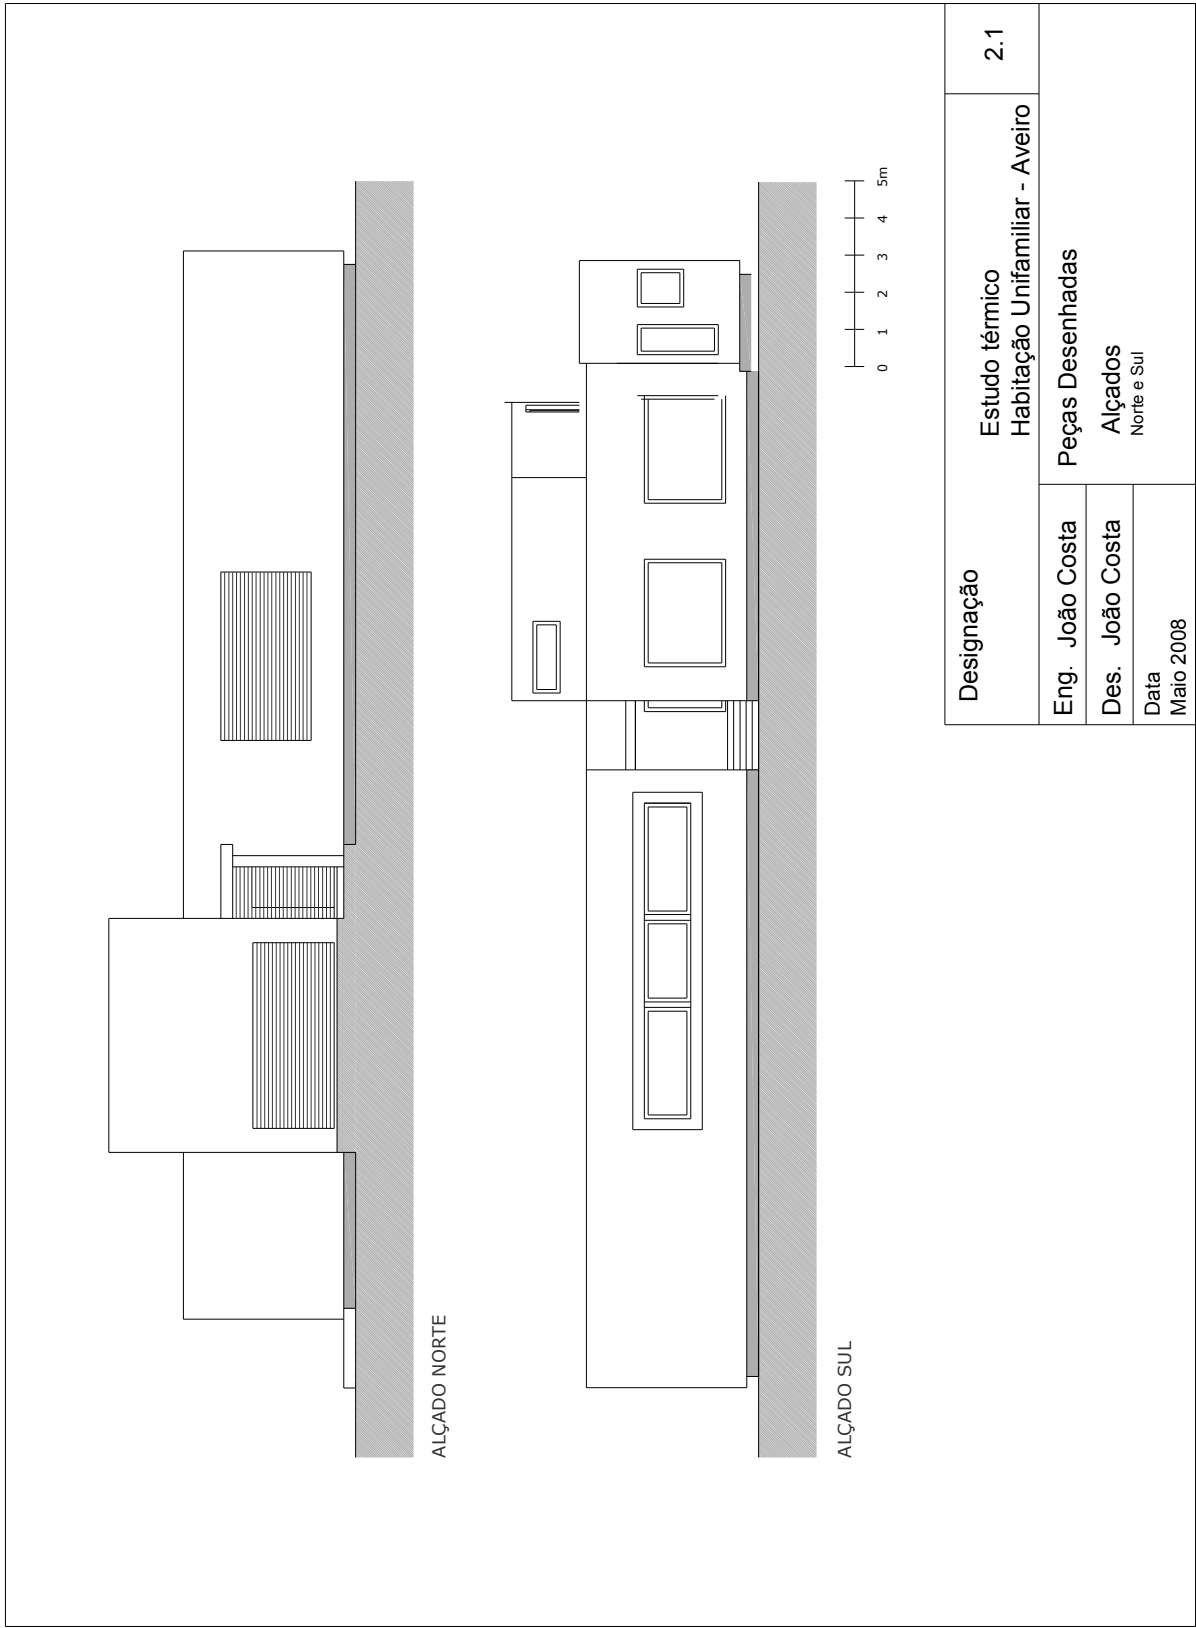 ALÇADO NORTE
ALÇADO SUL
0 1 2 3 4 5m
Designação
Estudo térmico
Habitação Unifamiliar - Aveiro
2.1
Eng. João Costa
Des. João Costa
Data
Maio 2008
Peças Desenhadas
Alçados
Norte e Sul